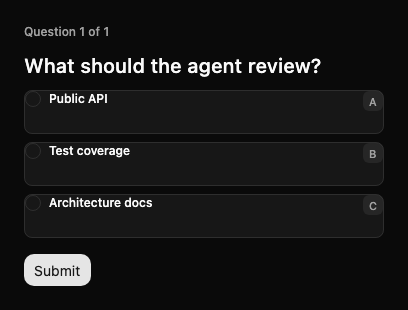 Question 1 of 1
What should the agent review?
Public API A
Test coverage B
Architecture docs C
Submit